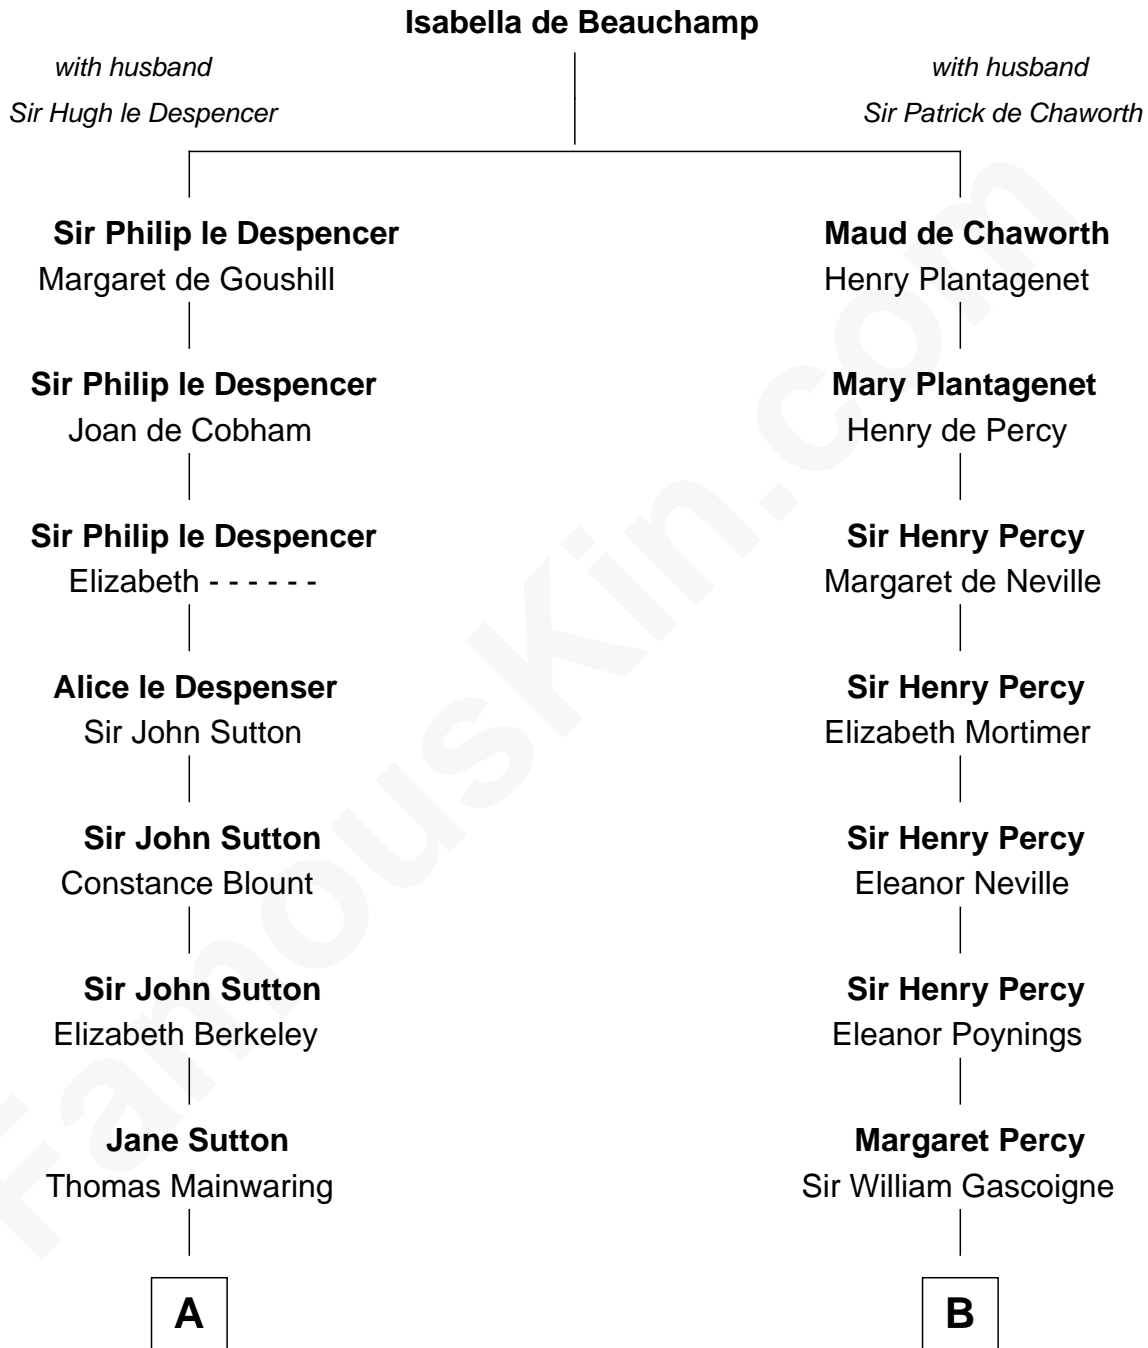 Isabella de Beauchamp
with husband
Sir Hugh le Despencer
with husband
Sir Patrick de Chaworth
Sir Philip le Despencer
Margaret de Goushill
Maud de Chaworth
Henry Plantagenet
Sir Philip le Despencer
Joan de Cobham
Mary Plantagenet
Henry de Percy
Sir Philip le Despencer
Elizabeth - - - - - -
Sir Henry Percy
Margaret de Neville
Alice le Despenser
Sir John Sutton
Sir Henry Percy
Elizabeth Mortimer
Sir John Sutton
Constance Blount
Sir Henry Percy
Eleanor Neville
Sir John Sutton
Elizabeth Berkeley
Sir Henry Percy
Eleanor Poynings
Jane Sutton
Thomas Mainwaring
Margaret Percy
Sir William Gascoigne
A
B
FamousKin.com